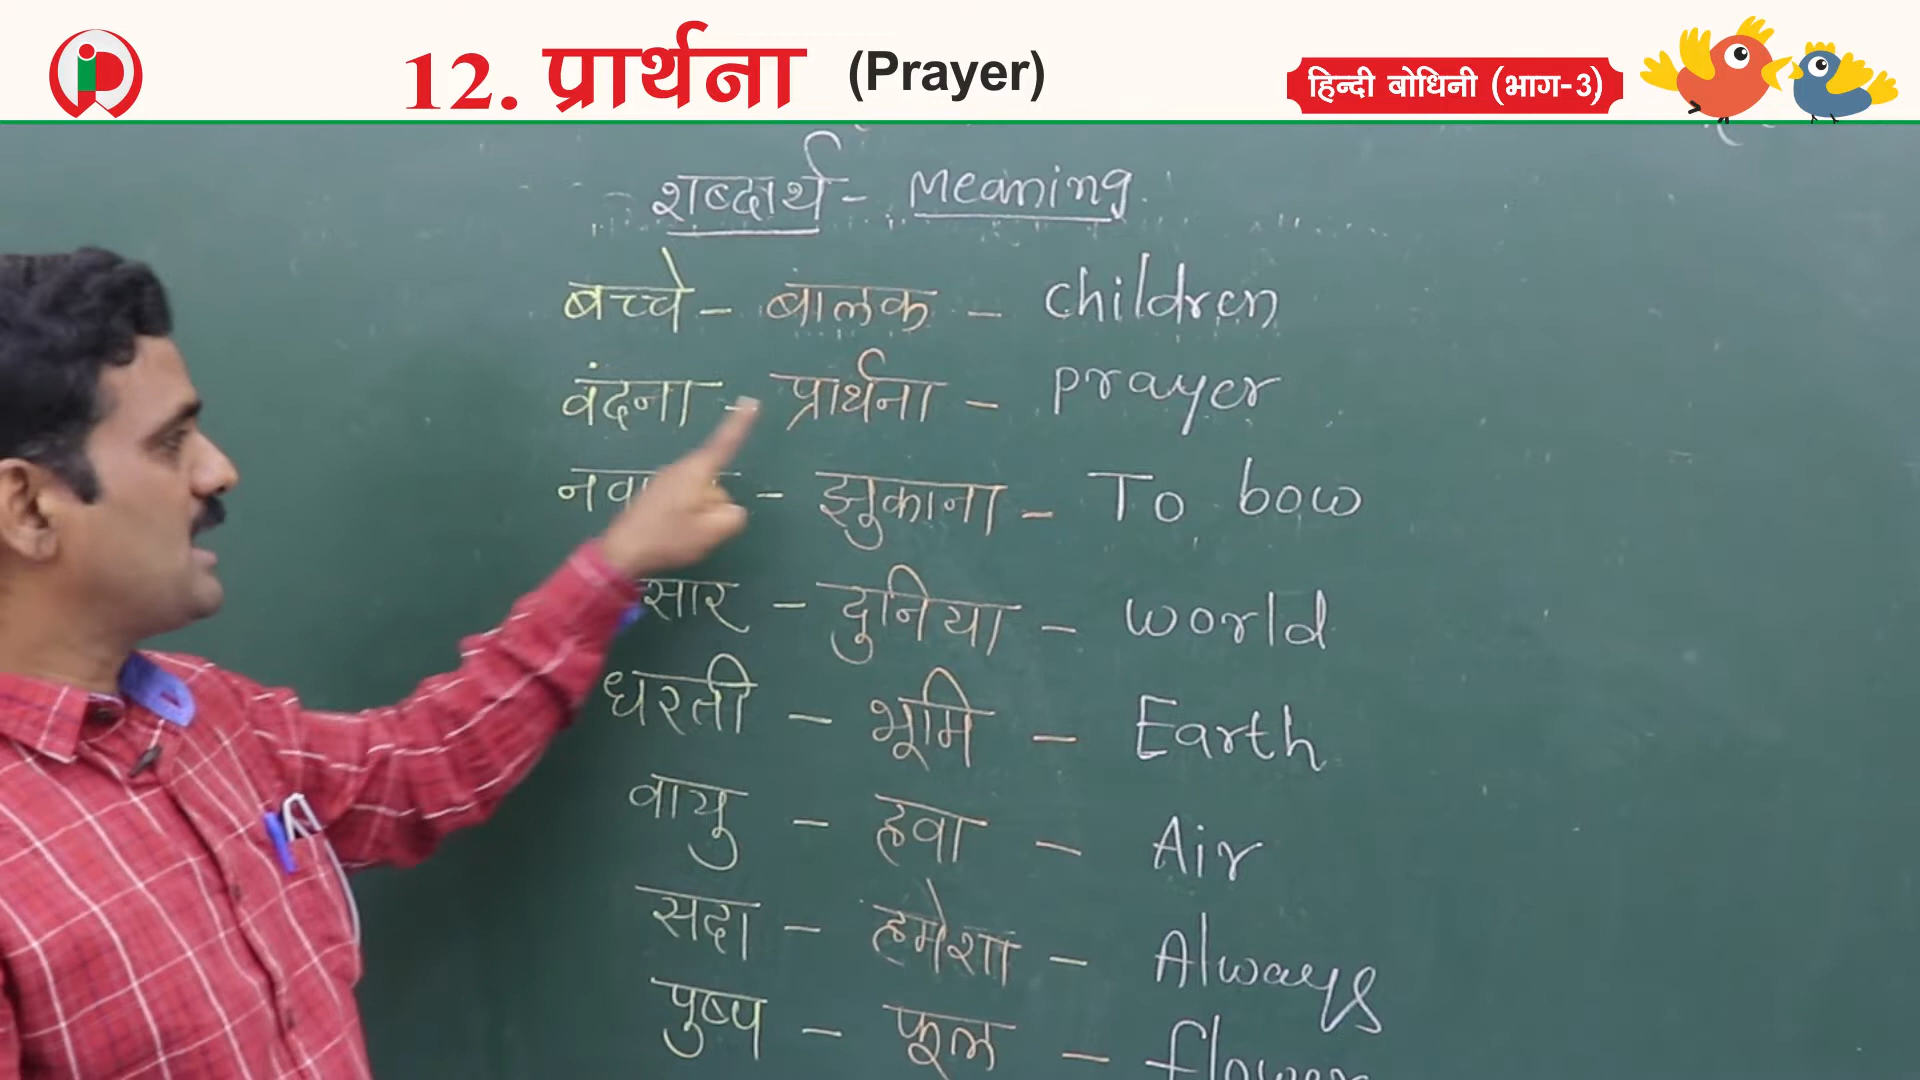 12. प्रार्थना (Prayer)
हिन्दी बोधिनी (भाग-3)
शब्दार्थ - Meaning
बच्चे - बालक - children
वंदना - प्रार्थना - prayer
- झुकाना - To bow
- दुनिया - world
धरती - भूमि - Earth
वायु - हवा - Air
सदा - हमेशा - Always
पुष्प - फूल -